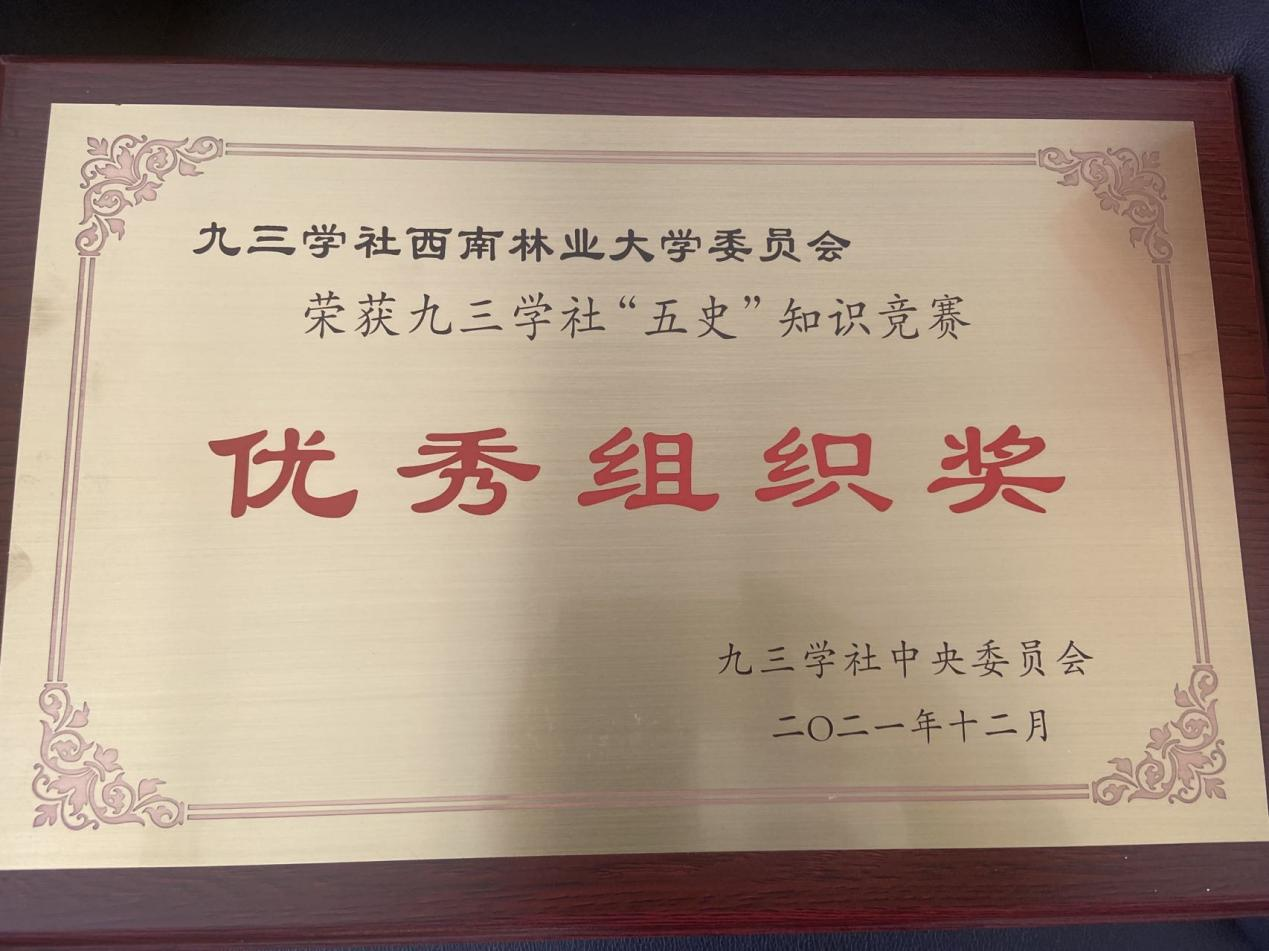 九三学社西南林业大学委员会
荣获九三学社“五史”知识竞赛
优秀组织奖
九三学社中央委员会
二〇二一年十二月